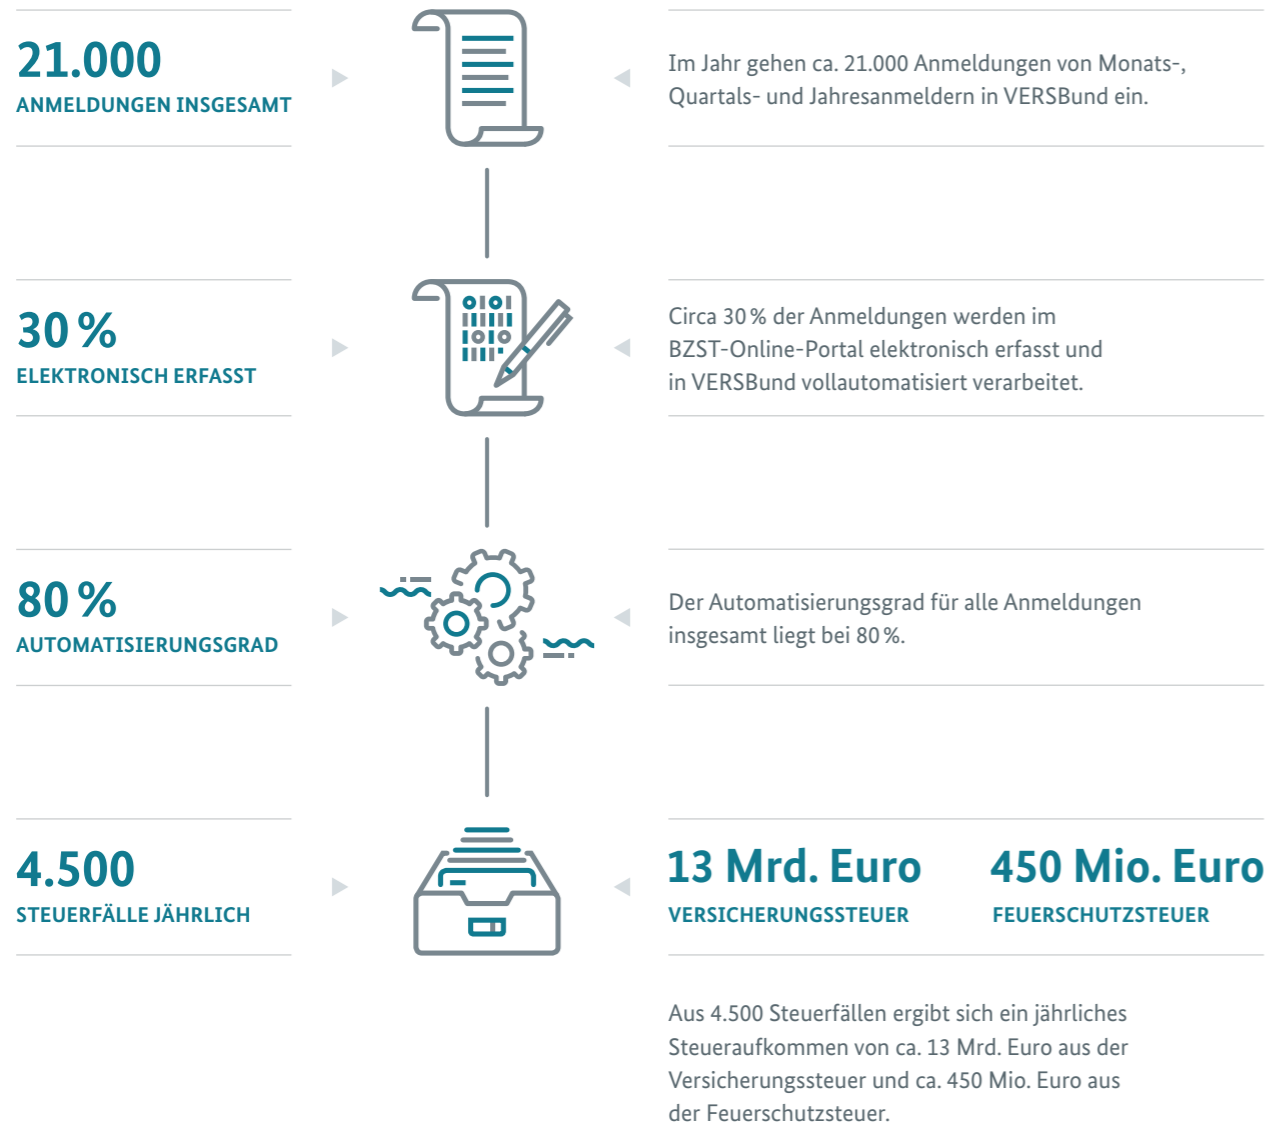 21.000
ANMELDUNGEN INSGESAMT
Im Jahr gehen ca. 21.000 Anmeldungen von Monats-,
Quartals- und Jahresanmeldern in VERSBund ein.
30 %
ELEKTRONISCH ERFASST
Circa 30 % der Anmeldungen werden im
BZST-Online-Portal elektronisch erfasst und
in VERSBund vollautomatisiert verarbeitet.
80 %
AUTOMATISIERUNGSGRAD
Der Automatisierungsgrad für alle Anmeldungen
insgesamt liegt bei 80 %.
4.500
STEUERFÄLLE JÄHRLICH
13 Mrd. Euro
VERSICHERUNGSSTEUER
450 Mio. Euro
FEUERSCHUTZSTEUER
Aus 4.500 Steuerfällen ergibt sich ein jährliches
Steueraufkommen von ca. 13 Mrd. Euro aus der
Versicherungssteuer und ca. 450 Mio. Euro aus
der Feuerschutzsteuer.